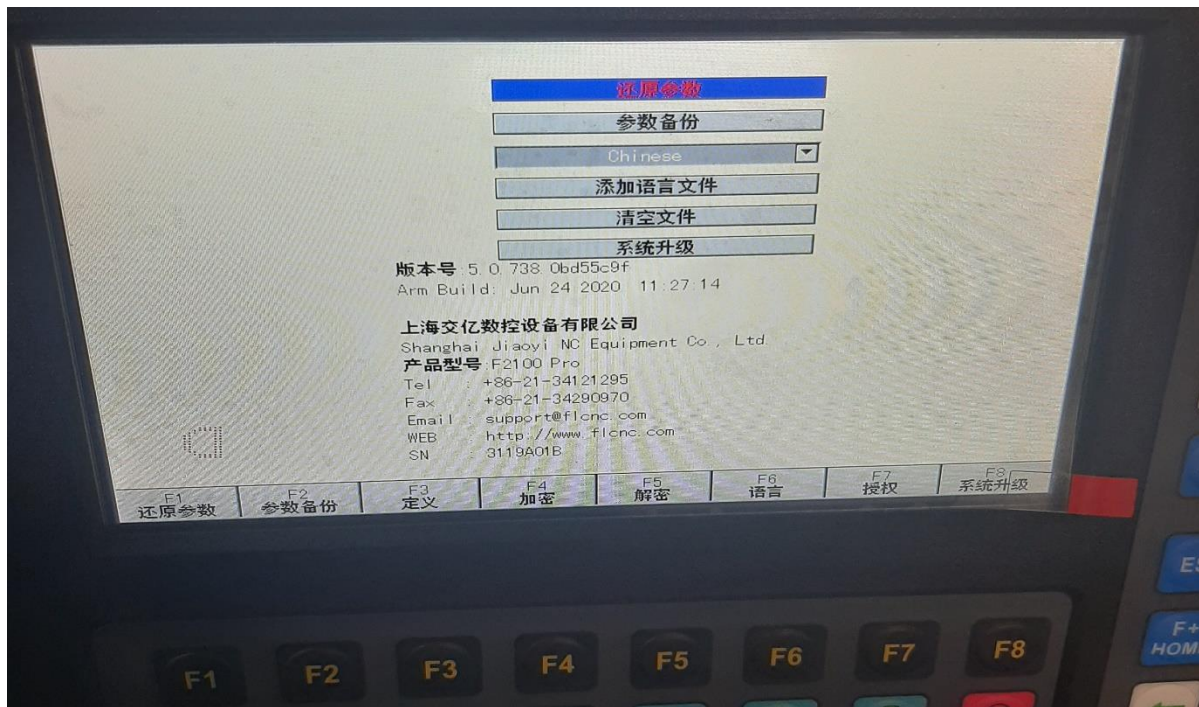 还原参数
参数备份
Chinese
添加语言文件
清空文件
系统升级
版本号:5.0.738.0bd55c9f
Arm Build: Jun 24 2020 11:27:14
上海交亿数控设备有限公司
Shanghai Jiaoyi NC Equipment Co., Ltd.
产品型号:F2100 Pro
Tel : +86-21-34121295
Fax : +86-21-34290970
Email : support@flcnc.com
WEB : http://www.flcnc.com
SN : 3119A01B
F1 F2 F3 F4 F5 F6 F7 F8
还原参数 参数备份 定义 加密 解密 语言 授权 系统升级
F1 F2 F3 F4 F5 F6 F7 F8